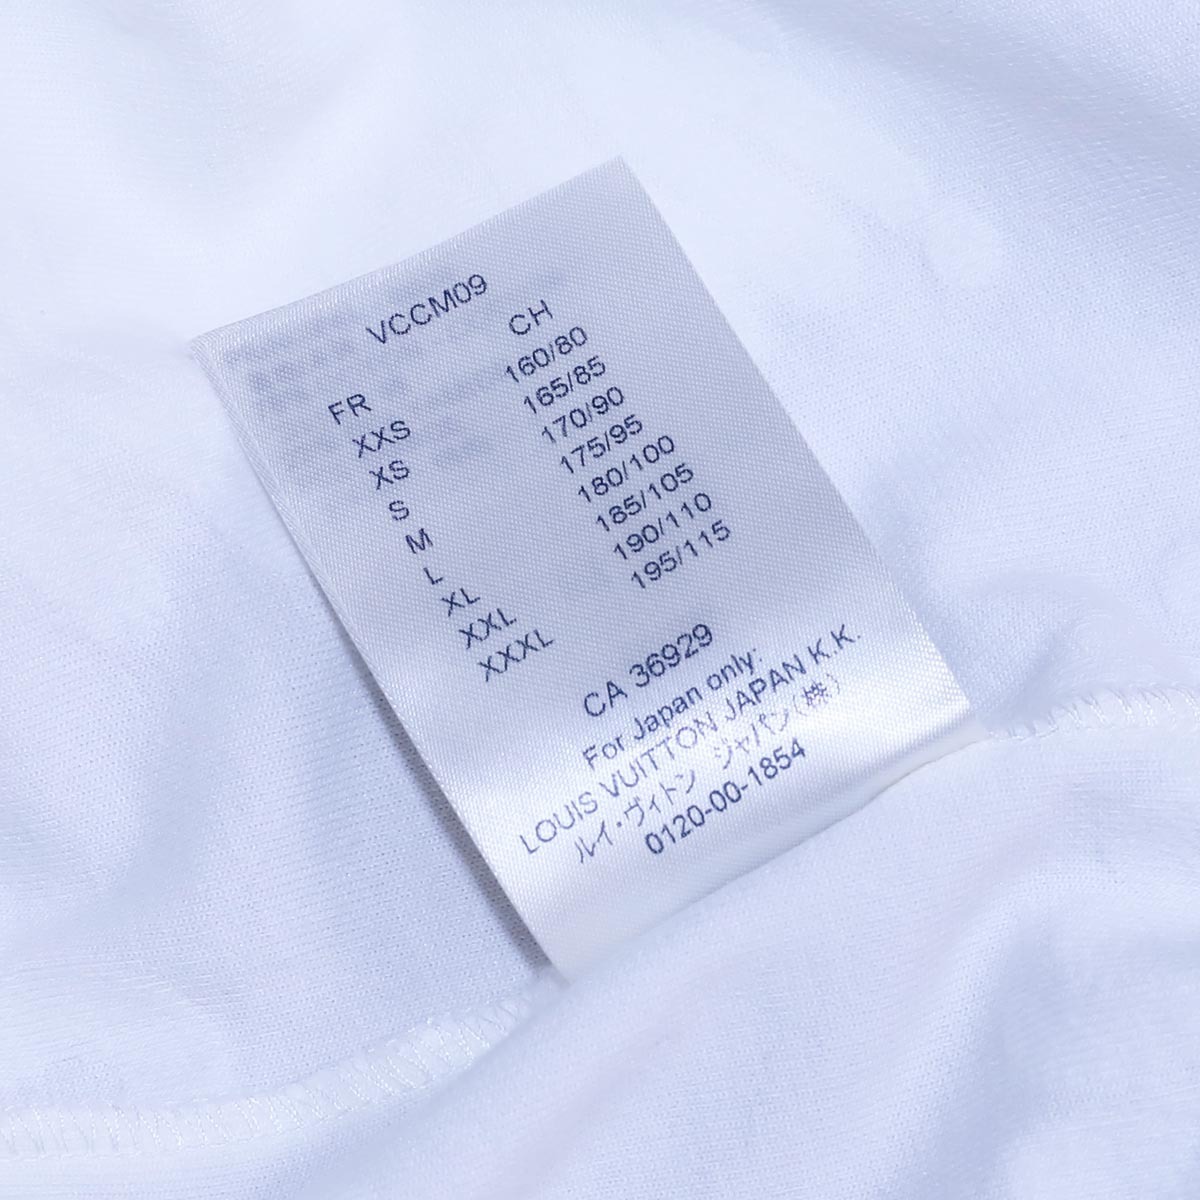 VCCM09
FR CH
XXS 160/80
XS 165/85
S 170/90
M 175/95
L 180/100
XL 185/105
XXL 190/110
XXXL 195/115
CA 36929
For Japan only:
LOUIS VUITTON JAPAN K.K.
ルイ・ヴィトン ジャパン(株)
0120-00-1854